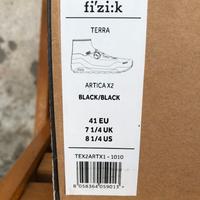 fi'zi:k
TERRA
ARTICA X2
BLACK/BLACK
41 EU
7 1/4 UK
8 1/4 US
TEX2ARTX1 - 1010
8 058364 059013 >